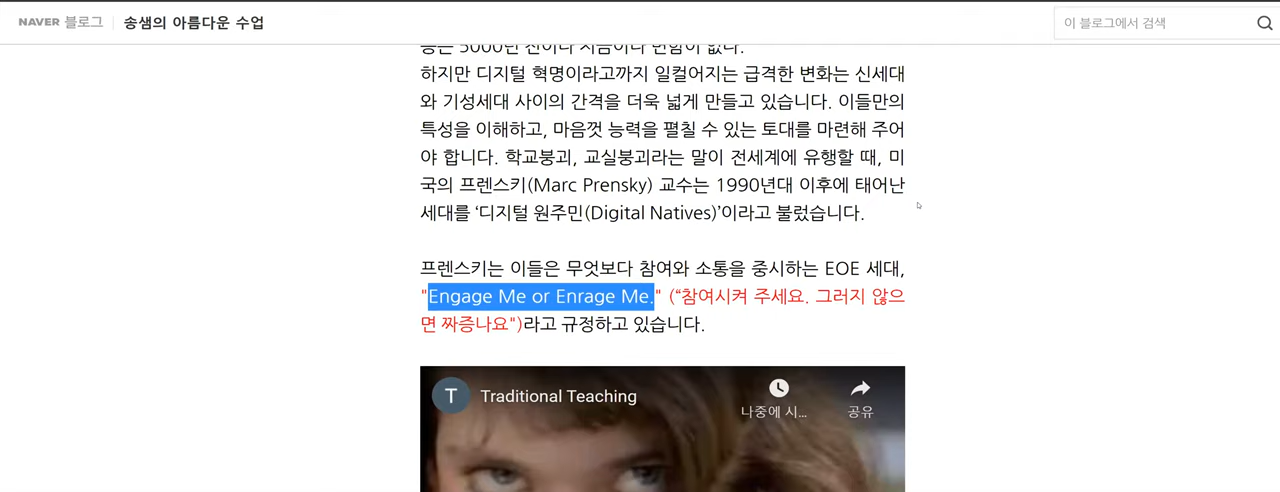 NAVER 블로그 송샘의 아름다운 수업
이 블로그에서 검색
하지만 디지털 혁명이라고까지 일컬어지는 급격한 변화는 신세대
와 기성세대 사이의 간격을 더욱 넓게 만들고 있습니다. 이들만의
특성을 이해하고, 마음껏 능력을 펼칠 수 있는 토대를 마련해 주어
야 합니다. 학교붕괴, 교실붕괴라는 말이 전세계에 유행할 때, 미
국의 프렌스키(Marc Prensky) 교수는 1990년대 이후에 태어난
세대를 ‘디지털 원주민(Digital Natives)’이라고 불렀습니다.
프렌스키는 이들은 무엇보다 참여와 소통을 중시하는 EOE 세대,
"Engage Me or Enrage Me." (“참여시켜 주세요. 그러지 않으
면 짜증나요")라고 규정하고 있습니다.
T Traditional Teaching
나중에 시... 공유